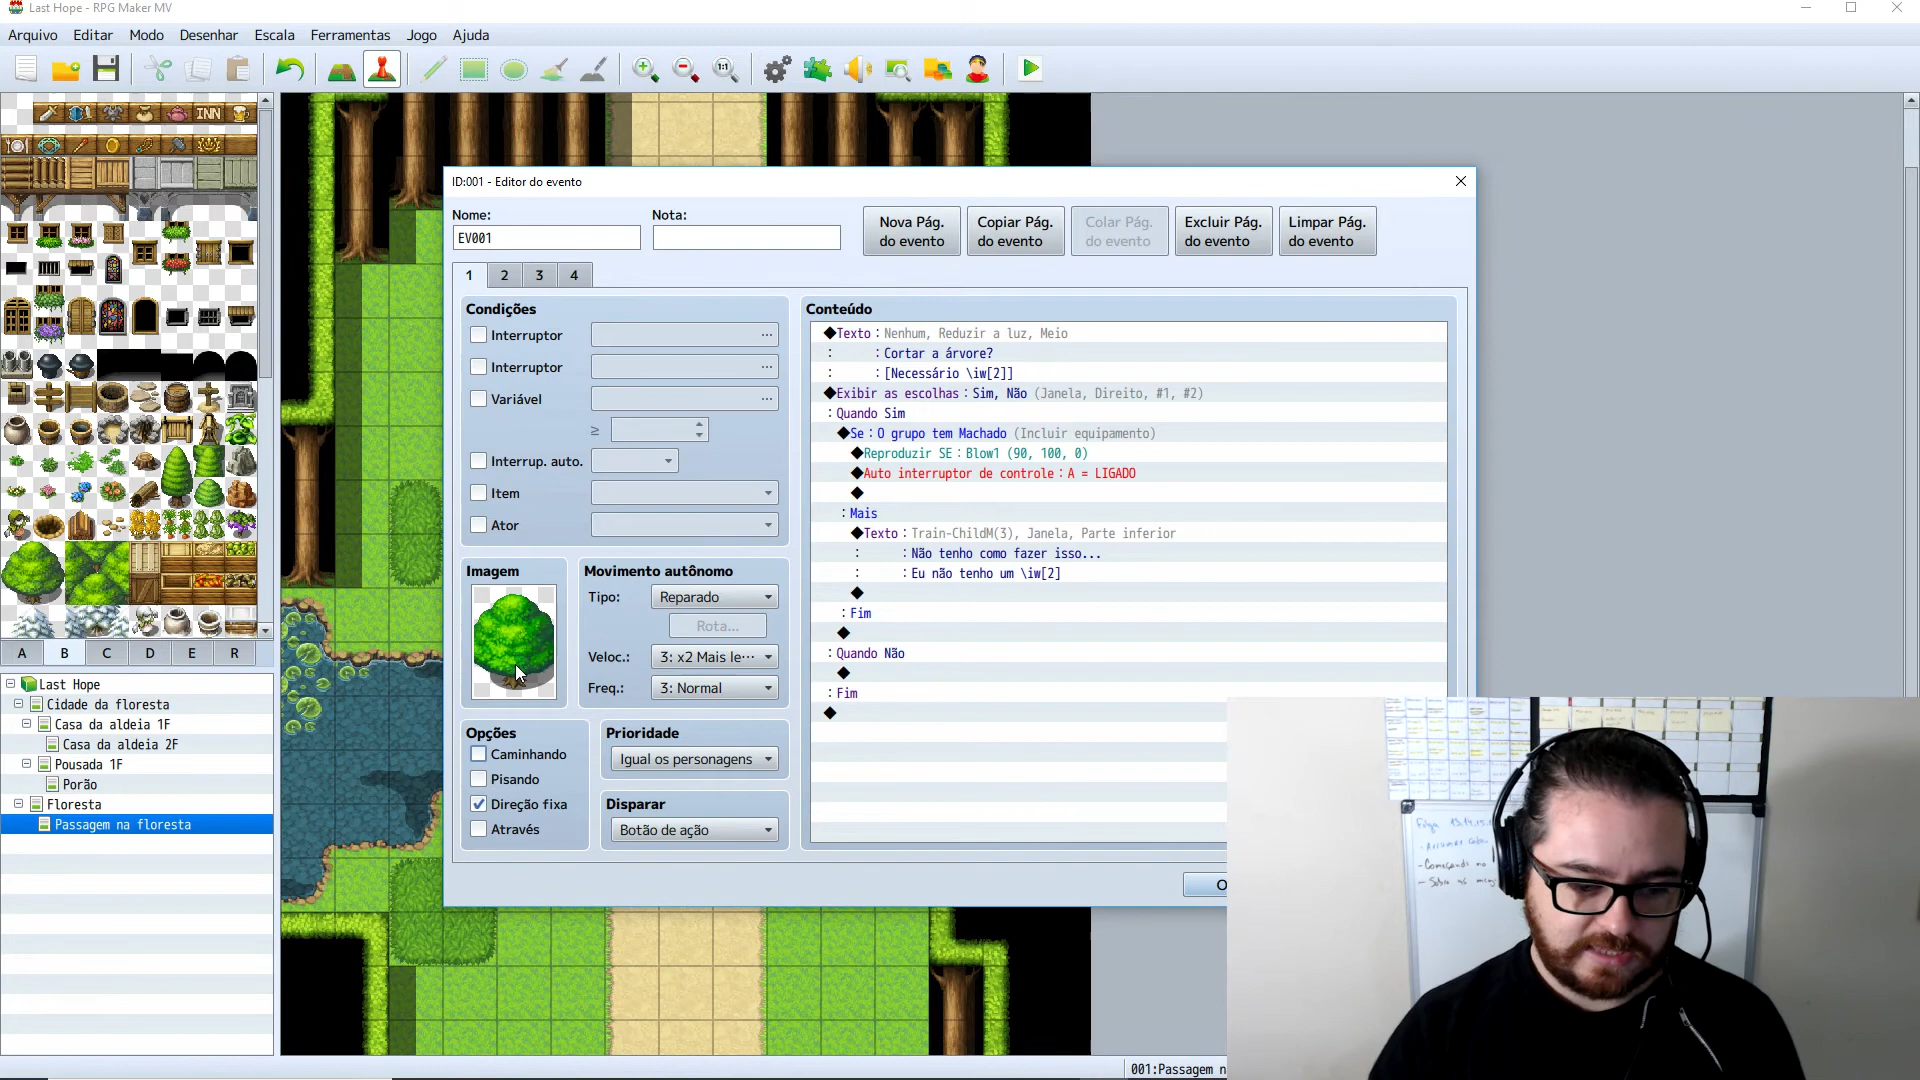 Last Hope - RPG Maker MV
Arquivo Editar Modo Desenhar Escala Ferramentas Jogo Ajuda
1:1
INN
ID:001 - Editor do evento
Nome:
EV001
Nota:
Nova Pág. do evento
Copiar Pág. do evento
Colar Pág. do evento
Excluir Pág. do evento
Limpar Pág. do evento
1 2 3 4
Condições
Interruptor ...
Interruptor ...
Variável ...
≥
Interrup. auto.
Item
Ator
Imagem
Movimento autônomo
Tipo: Reparado
Rota...
Veloc.: 3: x2 Mais le···
Freq.: 3: Normal
Opções
Caminhando
Pisando
Direção fixa
Através
Prioridade
Igual os personagens
Disparar
Botão de ação
Conteúdo
◆Texto：Nenhum, Reduzir a luz, Meio
：　　：Cortar a árvore?
：　　：[Necessário \iw[2]]
◆Exibir as escolhas：Sim, Não (Janela, Direito, #1, #2)
：Quando Sim
◆Se：O grupo tem Machado (Incluir equipamento)
◆Reproduzir SE：Blow1 (90, 100, 0)
◆Auto interruptor de controle：A = LIGADO
◆
：Mais
◆Texto：Train-ChildM(3), Janela, Parte inferior
：　　：Não tenho como fazer isso...
：　　：Eu não tenho um \iw[2]
◆
：Fim
◆
：Quando Não
◆
：Fim
◆
O
A B C D E R
Last Hope
Cidade da floresta
Casa da aldeia 1F
Casa da aldeia 2F
Pousada 1F
Porão
Floresta
Passagem na floresta
001:Passagem n